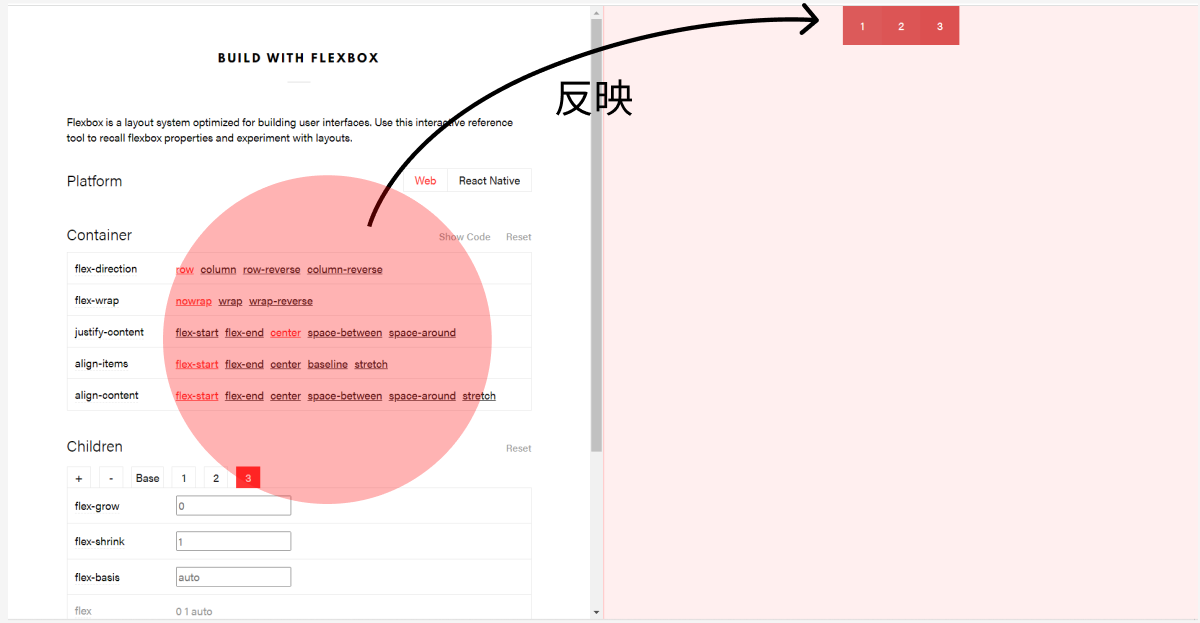 BUILD WITH FLEXBOX
Flexbox is a layout system optimized for building user interfaces. Use this interactive reference
tool to recall flexbox properties and experiment with layouts.
Platform Web React Native
Container Show Code Reset
flex-direction row column row-reverse column-reverse
flex-wrap nowrap wrap wrap-reverse
justify-content flex-start flex-end center space-between space-around
align-items flex-start flex-end center baseline stretch
align-content flex-start flex-end center space-between space-around stretch
Children Reset
+ - Base 1 2 3
flex-grow 0
flex-shrink 1
flex-basis auto
flex 0 1 auto
反映
1 2 3